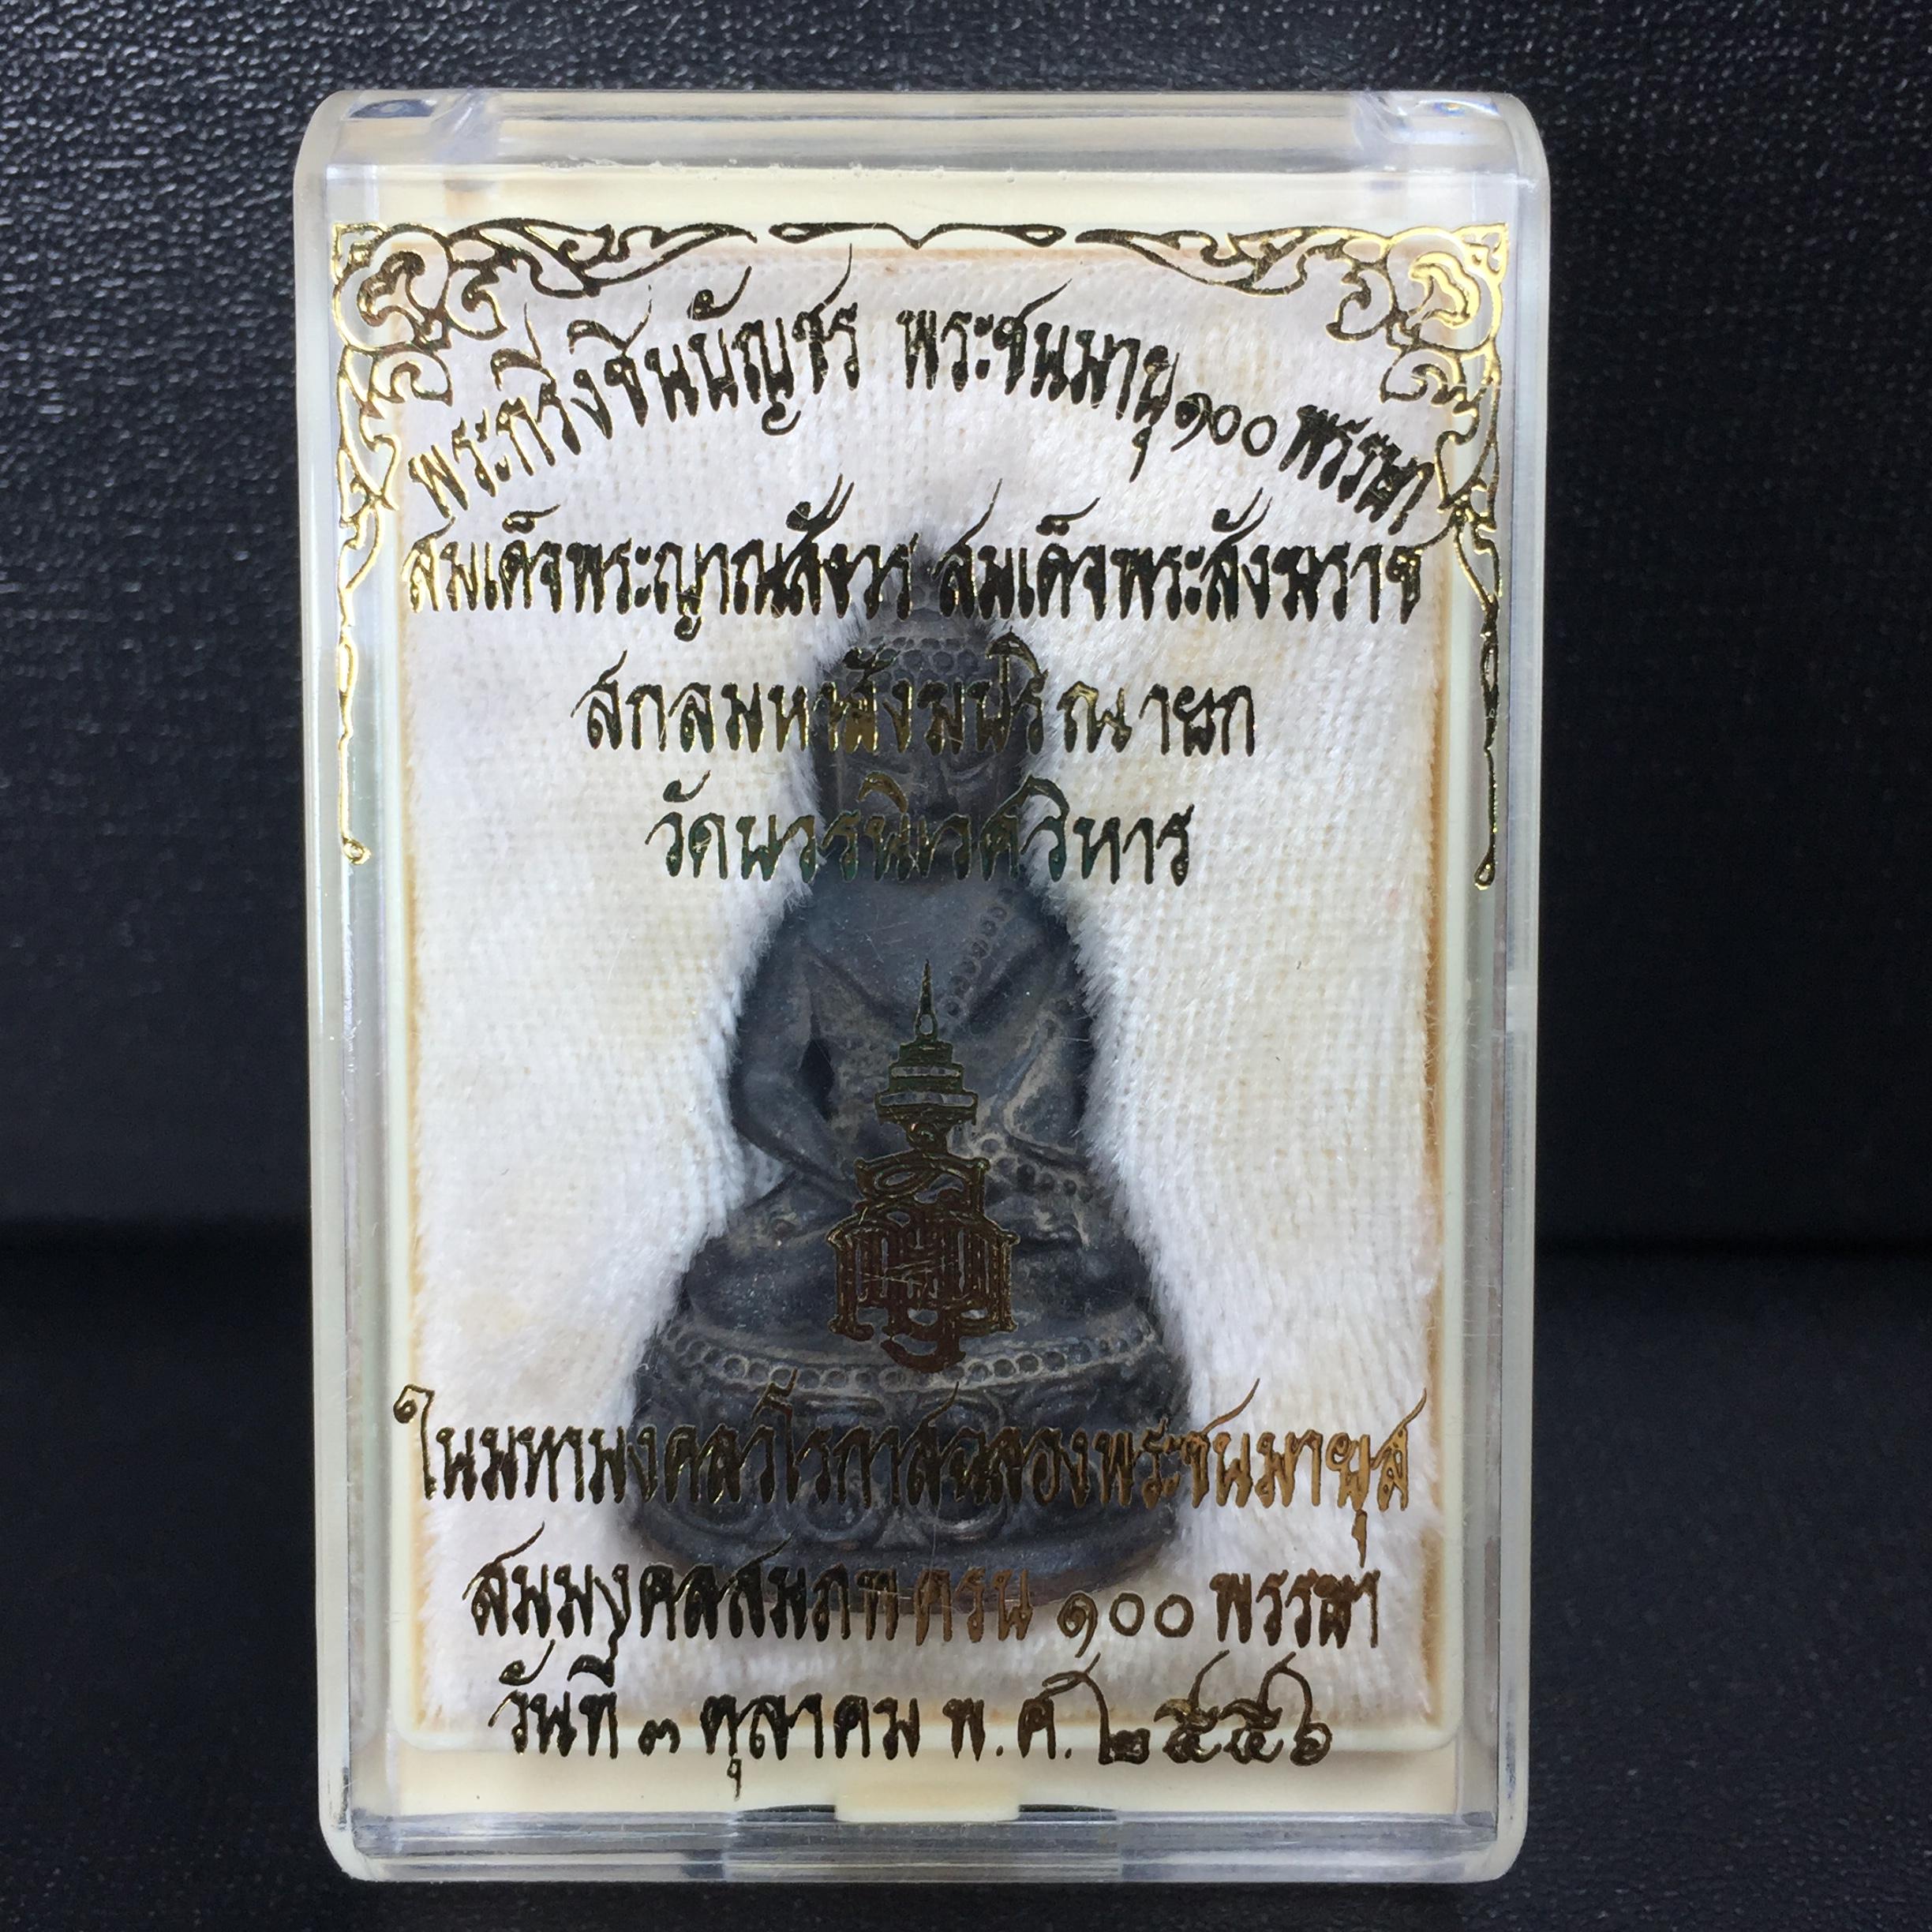 พระกริ่งชินบัญชร พระชนมายุ ๑๐๐ พรรษา
สมเด็จพระญาณสังวร สมเด็จพระสังฆราช
สกลมหาสังฆปริณายก
วัดบวรนิเวศวิหาร
ในมหามงคลวโรกาสฉลองพระชนมายุส
สมมงคลสมภพครบ ๑๐๐ พรรษา
วันที่ ๓ ตุลาคม พ.ศ. ๒๕๕๖